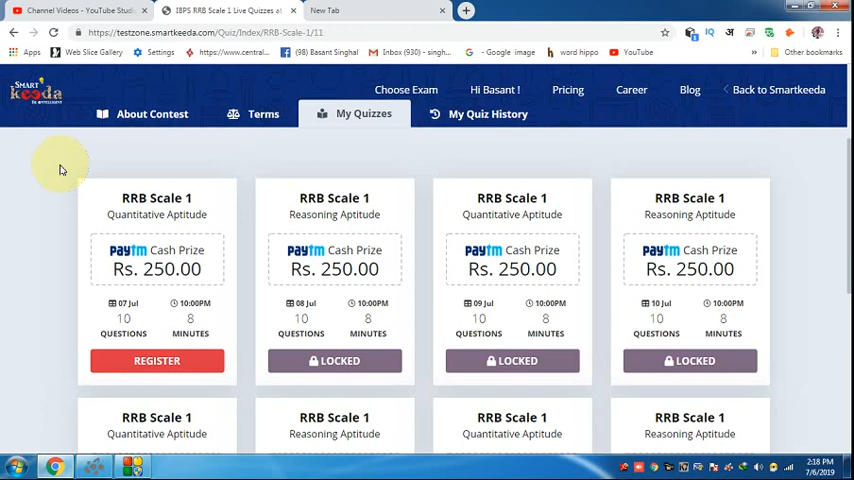 Channel Videos - YouTube Studi
IBPS RRB Scale 1 Live Quizzes at
New Tab
https://testzone.smartkeeda.com/Quiz/Index/RRB-Scale-1/11
Apps
Web Slice Gallery
Settings
https://www.central...
(98) Basant Singhal
Inbox (930) - singh...
- Google image
word hippo
YouTube
Other bookmarks
SMART
keeda
Choose Exam
Hi Basant !
Pricing
Career
Blog
Back to Smartkeeda
About Contest
Terms
My Quizzes
My Quiz History
RRB Scale 1
Quantitative Aptitude
Paytm Cash Prize
Rs. 250.00
07 Jul 10:00PM
10 8
QUESTIONS MINUTES
REGISTER
RRB Scale 1
Reasoning Aptitude
Paytm Cash Prize
Rs. 250.00
08 Jul 10:00PM
10 8
QUESTIONS MINUTES
LOCKED
RRB Scale 1
Quantitative Aptitude
Paytm Cash Prize
Rs. 250.00
09 Jul 10:00PM
10 8
QUESTIONS MINUTES
LOCKED
RRB Scale 1
Reasoning Aptitude
Paytm Cash Prize
Rs. 250.00
10 Jul 10:00PM
10 8
QUESTIONS MINUTES
LOCKED
RRB Scale 1
Quantitative Aptitude
RRB Scale 1
Reasoning Aptitude
RRB Scale 1
Quantitative Aptitude
RRB Scale 1
Reasoning Aptitude
2:18 PM
7/6/2019